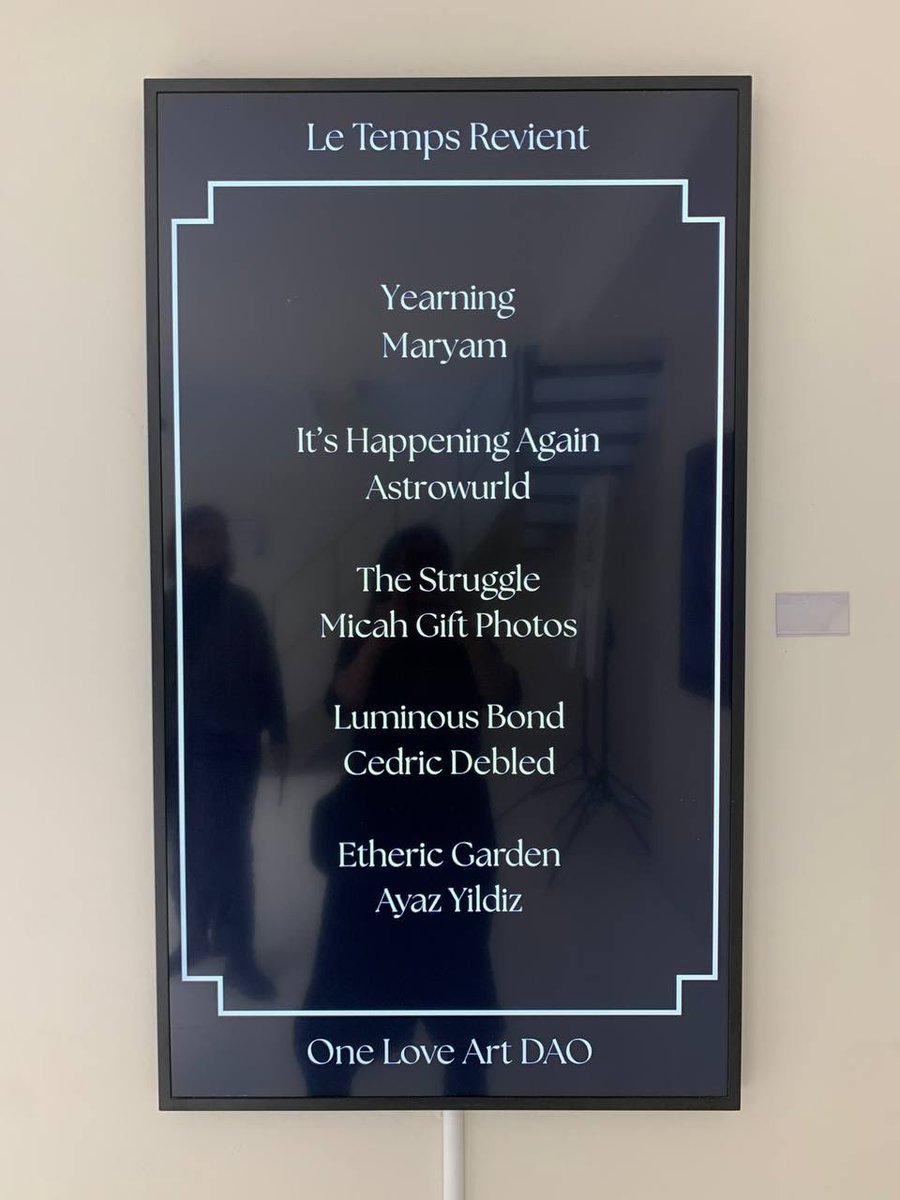 Le Temps Revient
Yearning
Maryam
It's Happening Again
Astrowurld
The Struggle
Micah Gift Photos
Luminous Bond
Cedric Debled
Etheric Garden
Ayaz Yildiz
One Love Art DAO